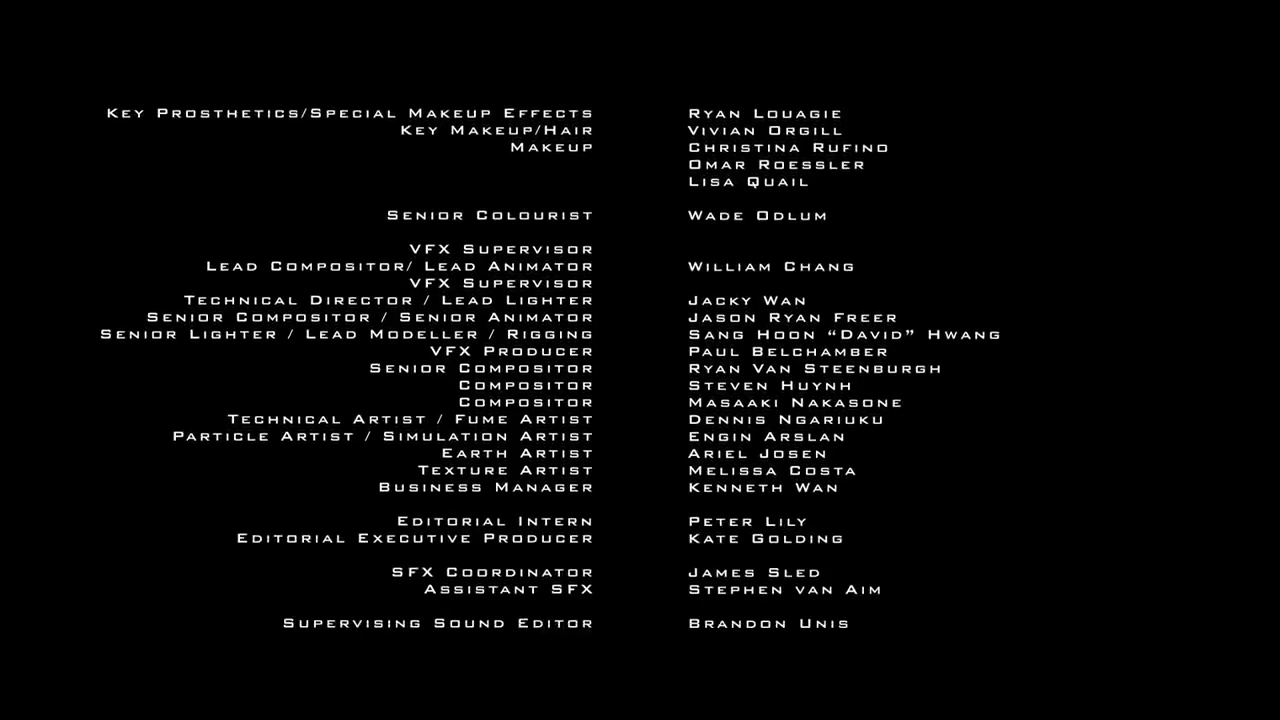 Key Prosthetics/Special Makeup Effects Ryan Louagie
Key Makeup/Hair Vivian Orgill
Makeup Christina Rufino
Omar Roessler
Lisa Quail
Senior Colourist Wade Odlum
VFX Supervisor
Lead Compositor/ Lead Animator William Chang
VFX Supervisor
Technical Director / Lead Lighter Jacky Wan
Senior Compositor / Senior Animator Jason Ryan Freer
Senior Lighter / Lead Modeller / Rigging Sang Hoon “David” Hwang
VFX Producer Paul Belchamber
Senior Compositor Ryan Van Steenburgh
Compositor Steven Huynh
Compositor Masaaki Nakasone
Technical Artist / Fume Artist Dennis Ngariuku
Particle Artist / Simulation Artist Engin Arslan
Earth Artist Ariel Josen
Texture Artist Melissa Costa
Business Manager Kenneth Wan
Editorial Intern Peter Lily
Editorial Executive Producer Kate Golding
SFX Coordinator James Sled
Assistant SFX Stephen van Aim
Supervising Sound Editor Brandon Unis